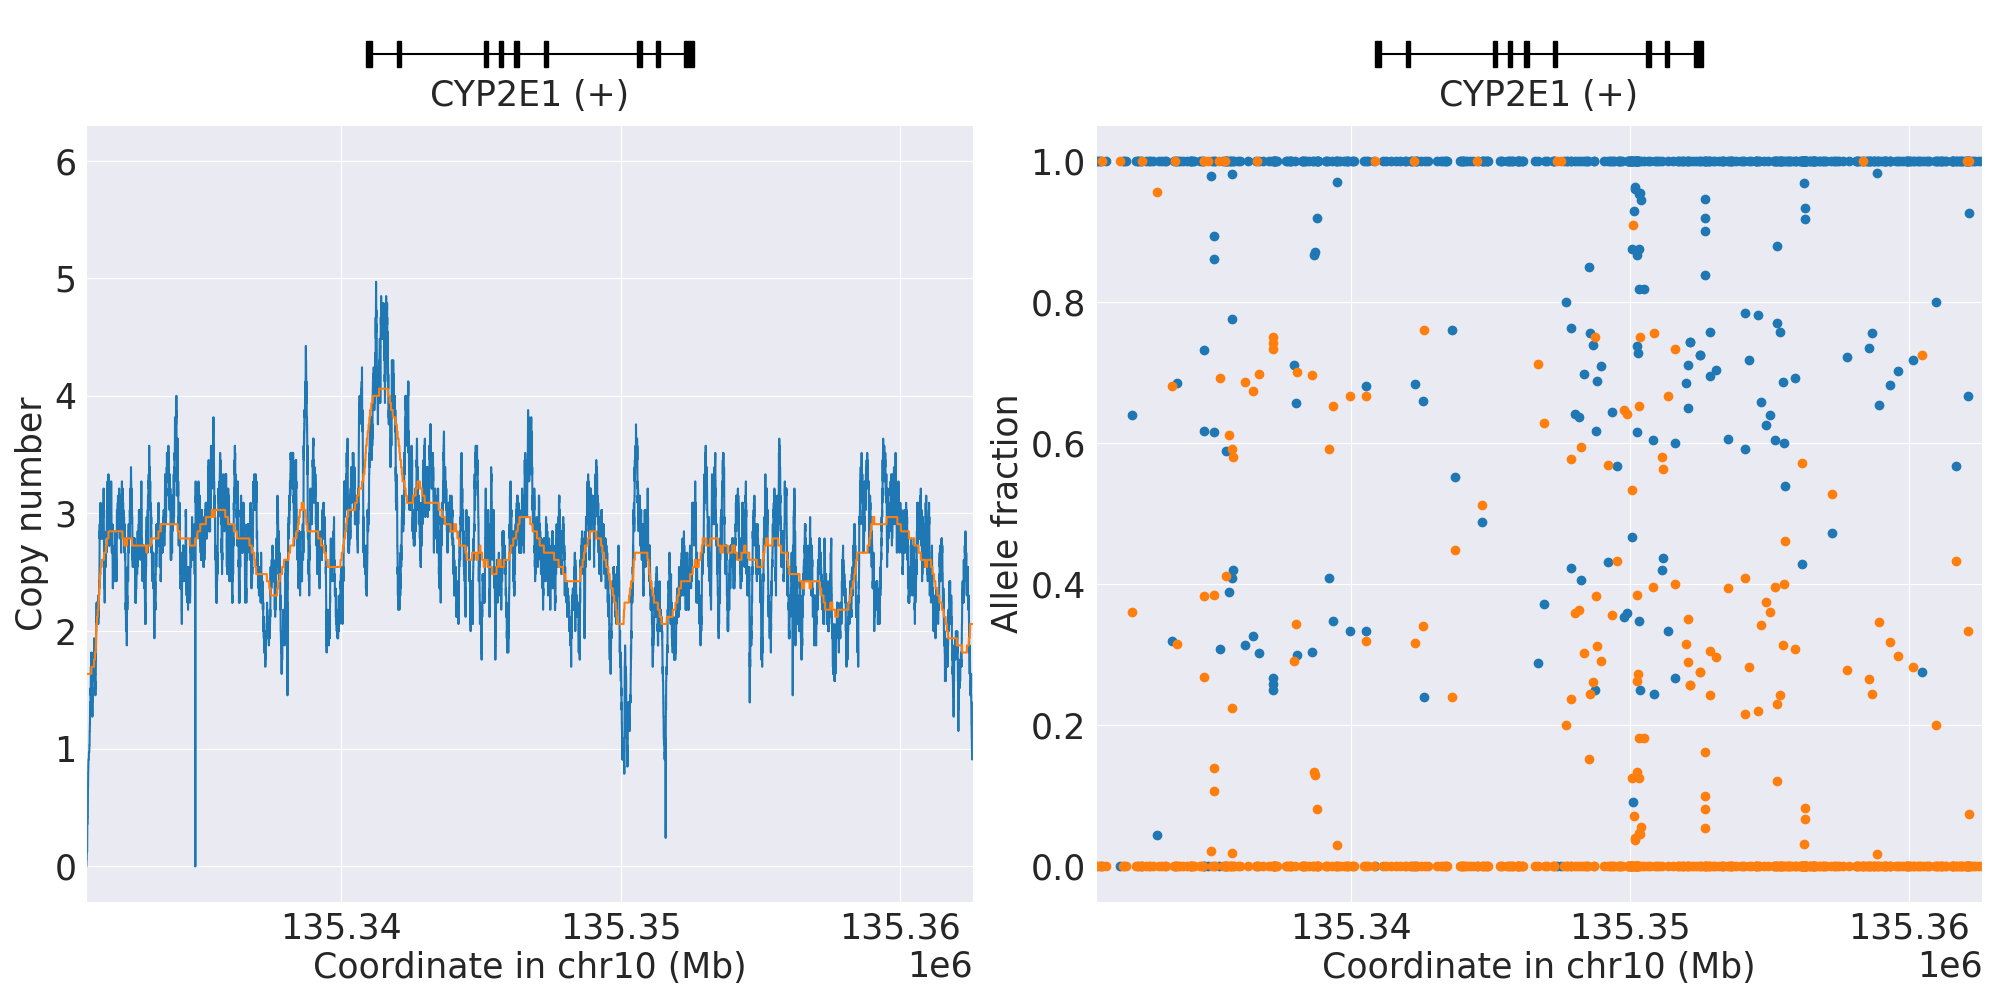 CYP2E1 (+)
Copy number
6
5
4
3
2
1
0
135.34 135.35 135.36
Coordinate in chr10 (Mb)
1e6
CYP2E1 (+)
Allele fraction
1.0
0.8
0.6
0.4
0.2
0.0
135.34 135.35 135.36
Coordinate in chr10 (Mb)
1e6